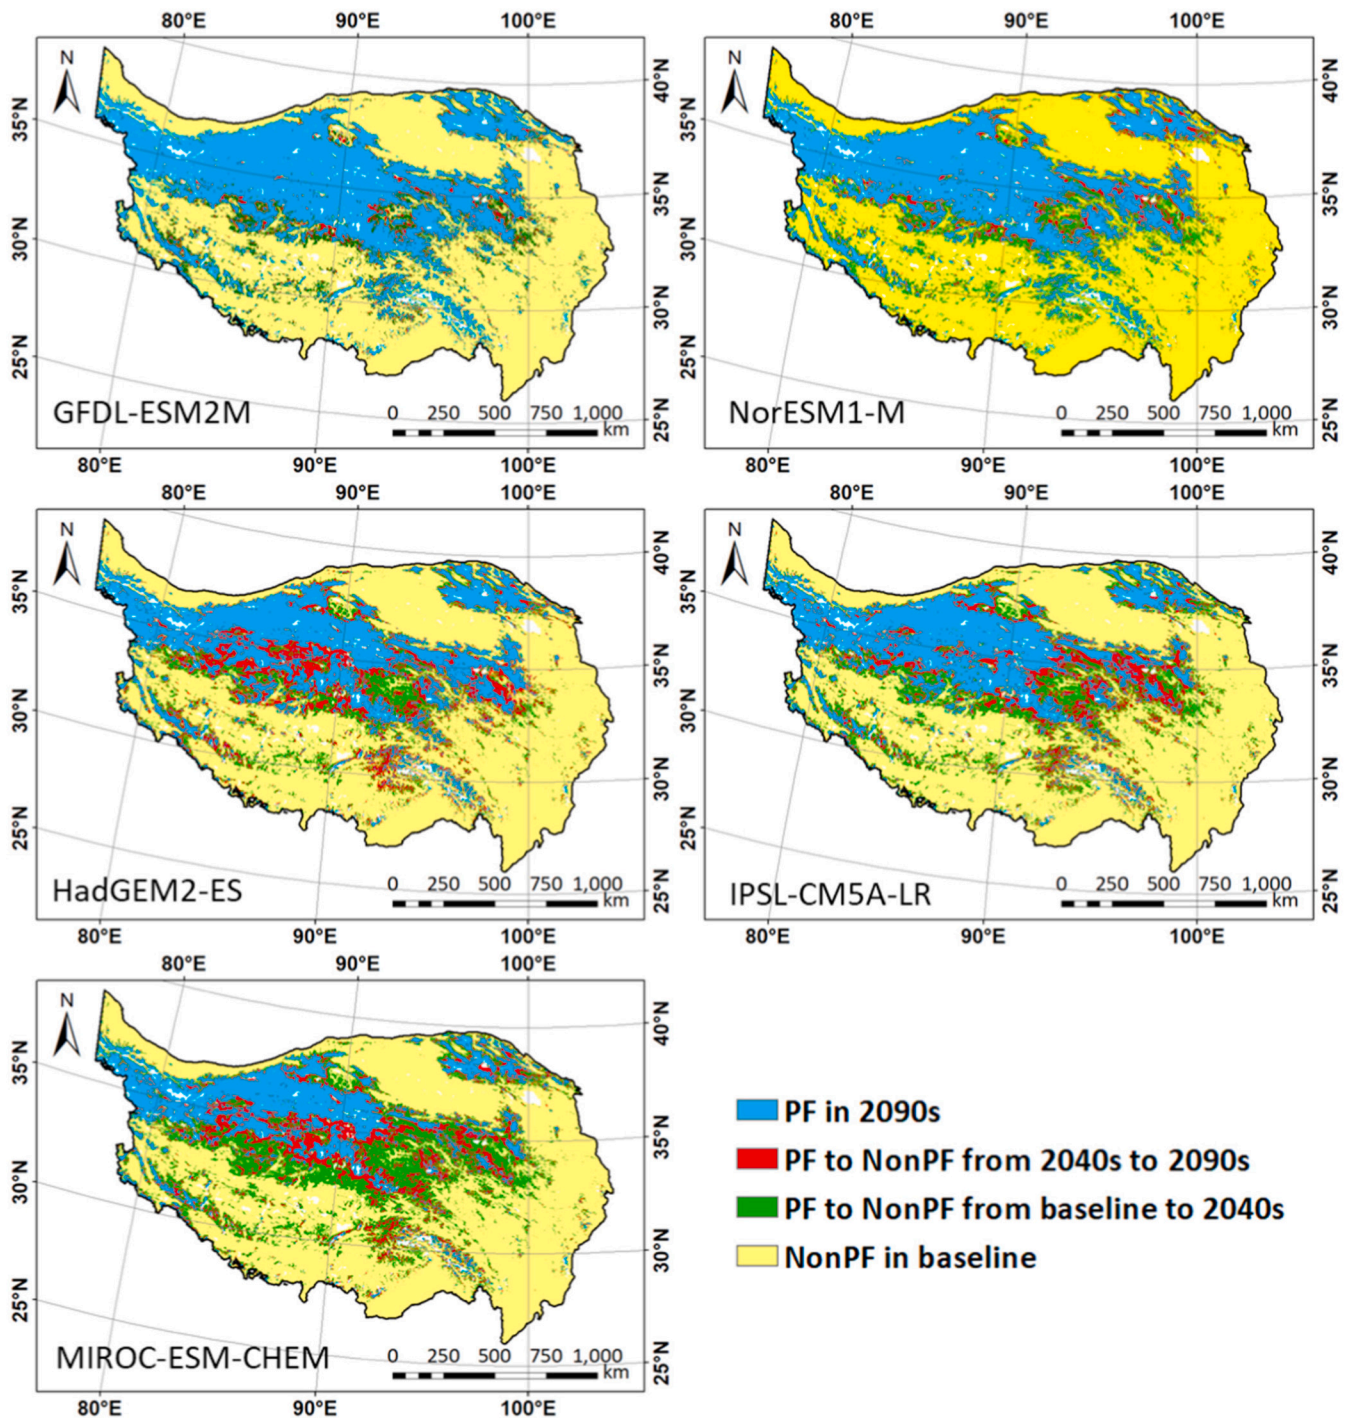 80°E 90°E 100°E 80°E 90°E 100°E
N N
40°N 40°N
35°N 35°N
35°N 35°N
30°N 30°N
30°N 30°N
25°N 25°N
GFDL-ESM2M 0 250 500 750 1,000 km NorESM1-M 0 250 500 750 1,000 km
25°N 25°N
80°E 90°E 100°E 80°E 90°E 100°E
80°E 90°E 100°E 80°E 90°E 100°E
N N
40°N 40°N
35°N 35°N
35°N 35°N
30°N 30°N
30°N 30°N
25°N 25°N
HadGEM2-ES 0 250 500 750 1,000 km IPSL-CM5A-LR 0 250 500 750 1,000 km
25°N 25°N
80°E 90°E 100°E 80°E 90°E 100°E
80°E 90°E 100°E
N
40°N
35°N
35°N
30°N
30°N
25°N
MIROC-ESM-CHEM 0 250 500 750 1,000 km
25°N
80°E 90°E 100°E
PF in 2090s
PF to NonPF from 2040s to 2090s
PF to NonPF from baseline to 2040s
NonPF in baseline